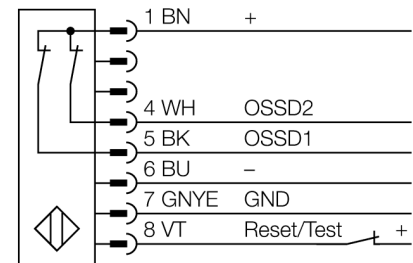 1 BN +
4 WH OSSD2
5 BK OSSD1
6 BU –
7 GNYE GND
8 VT Reset/Test +